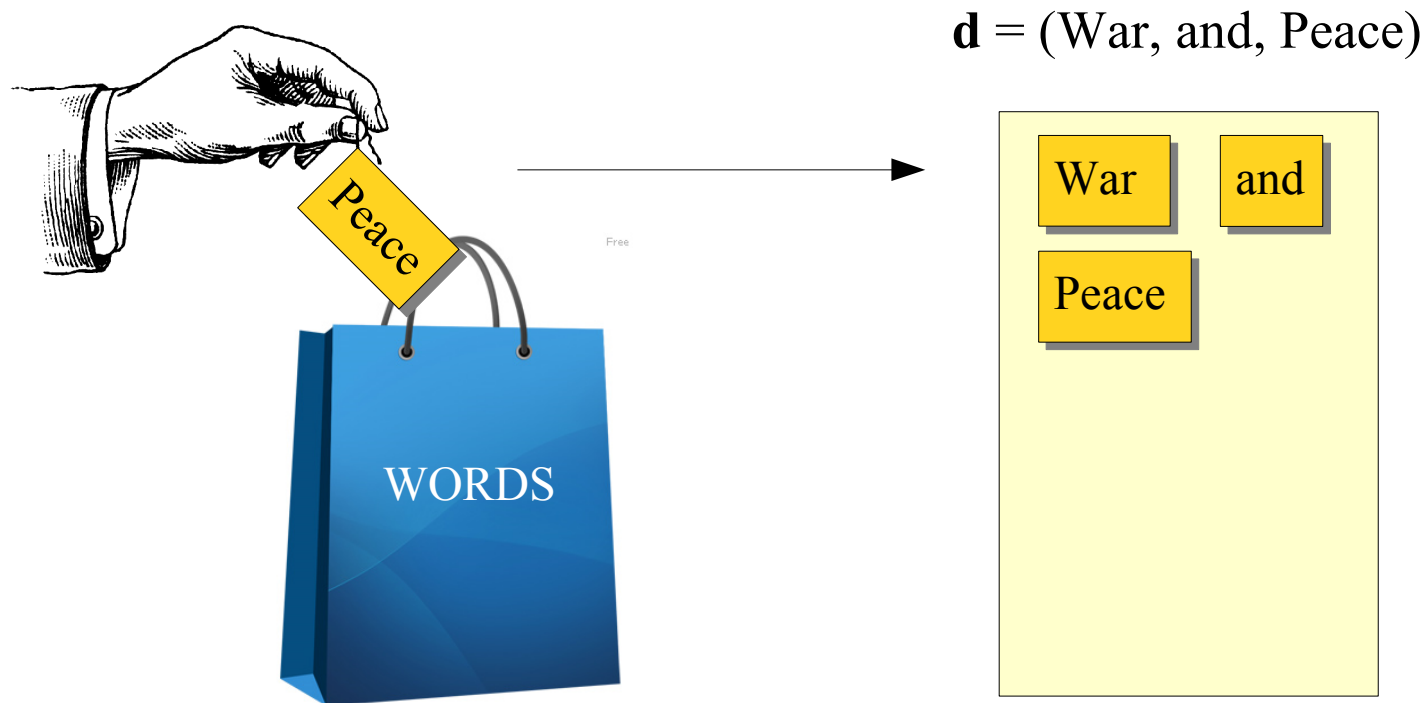 d = (War, and, Peace)
Peace
War and
Free
Peace
WORDS